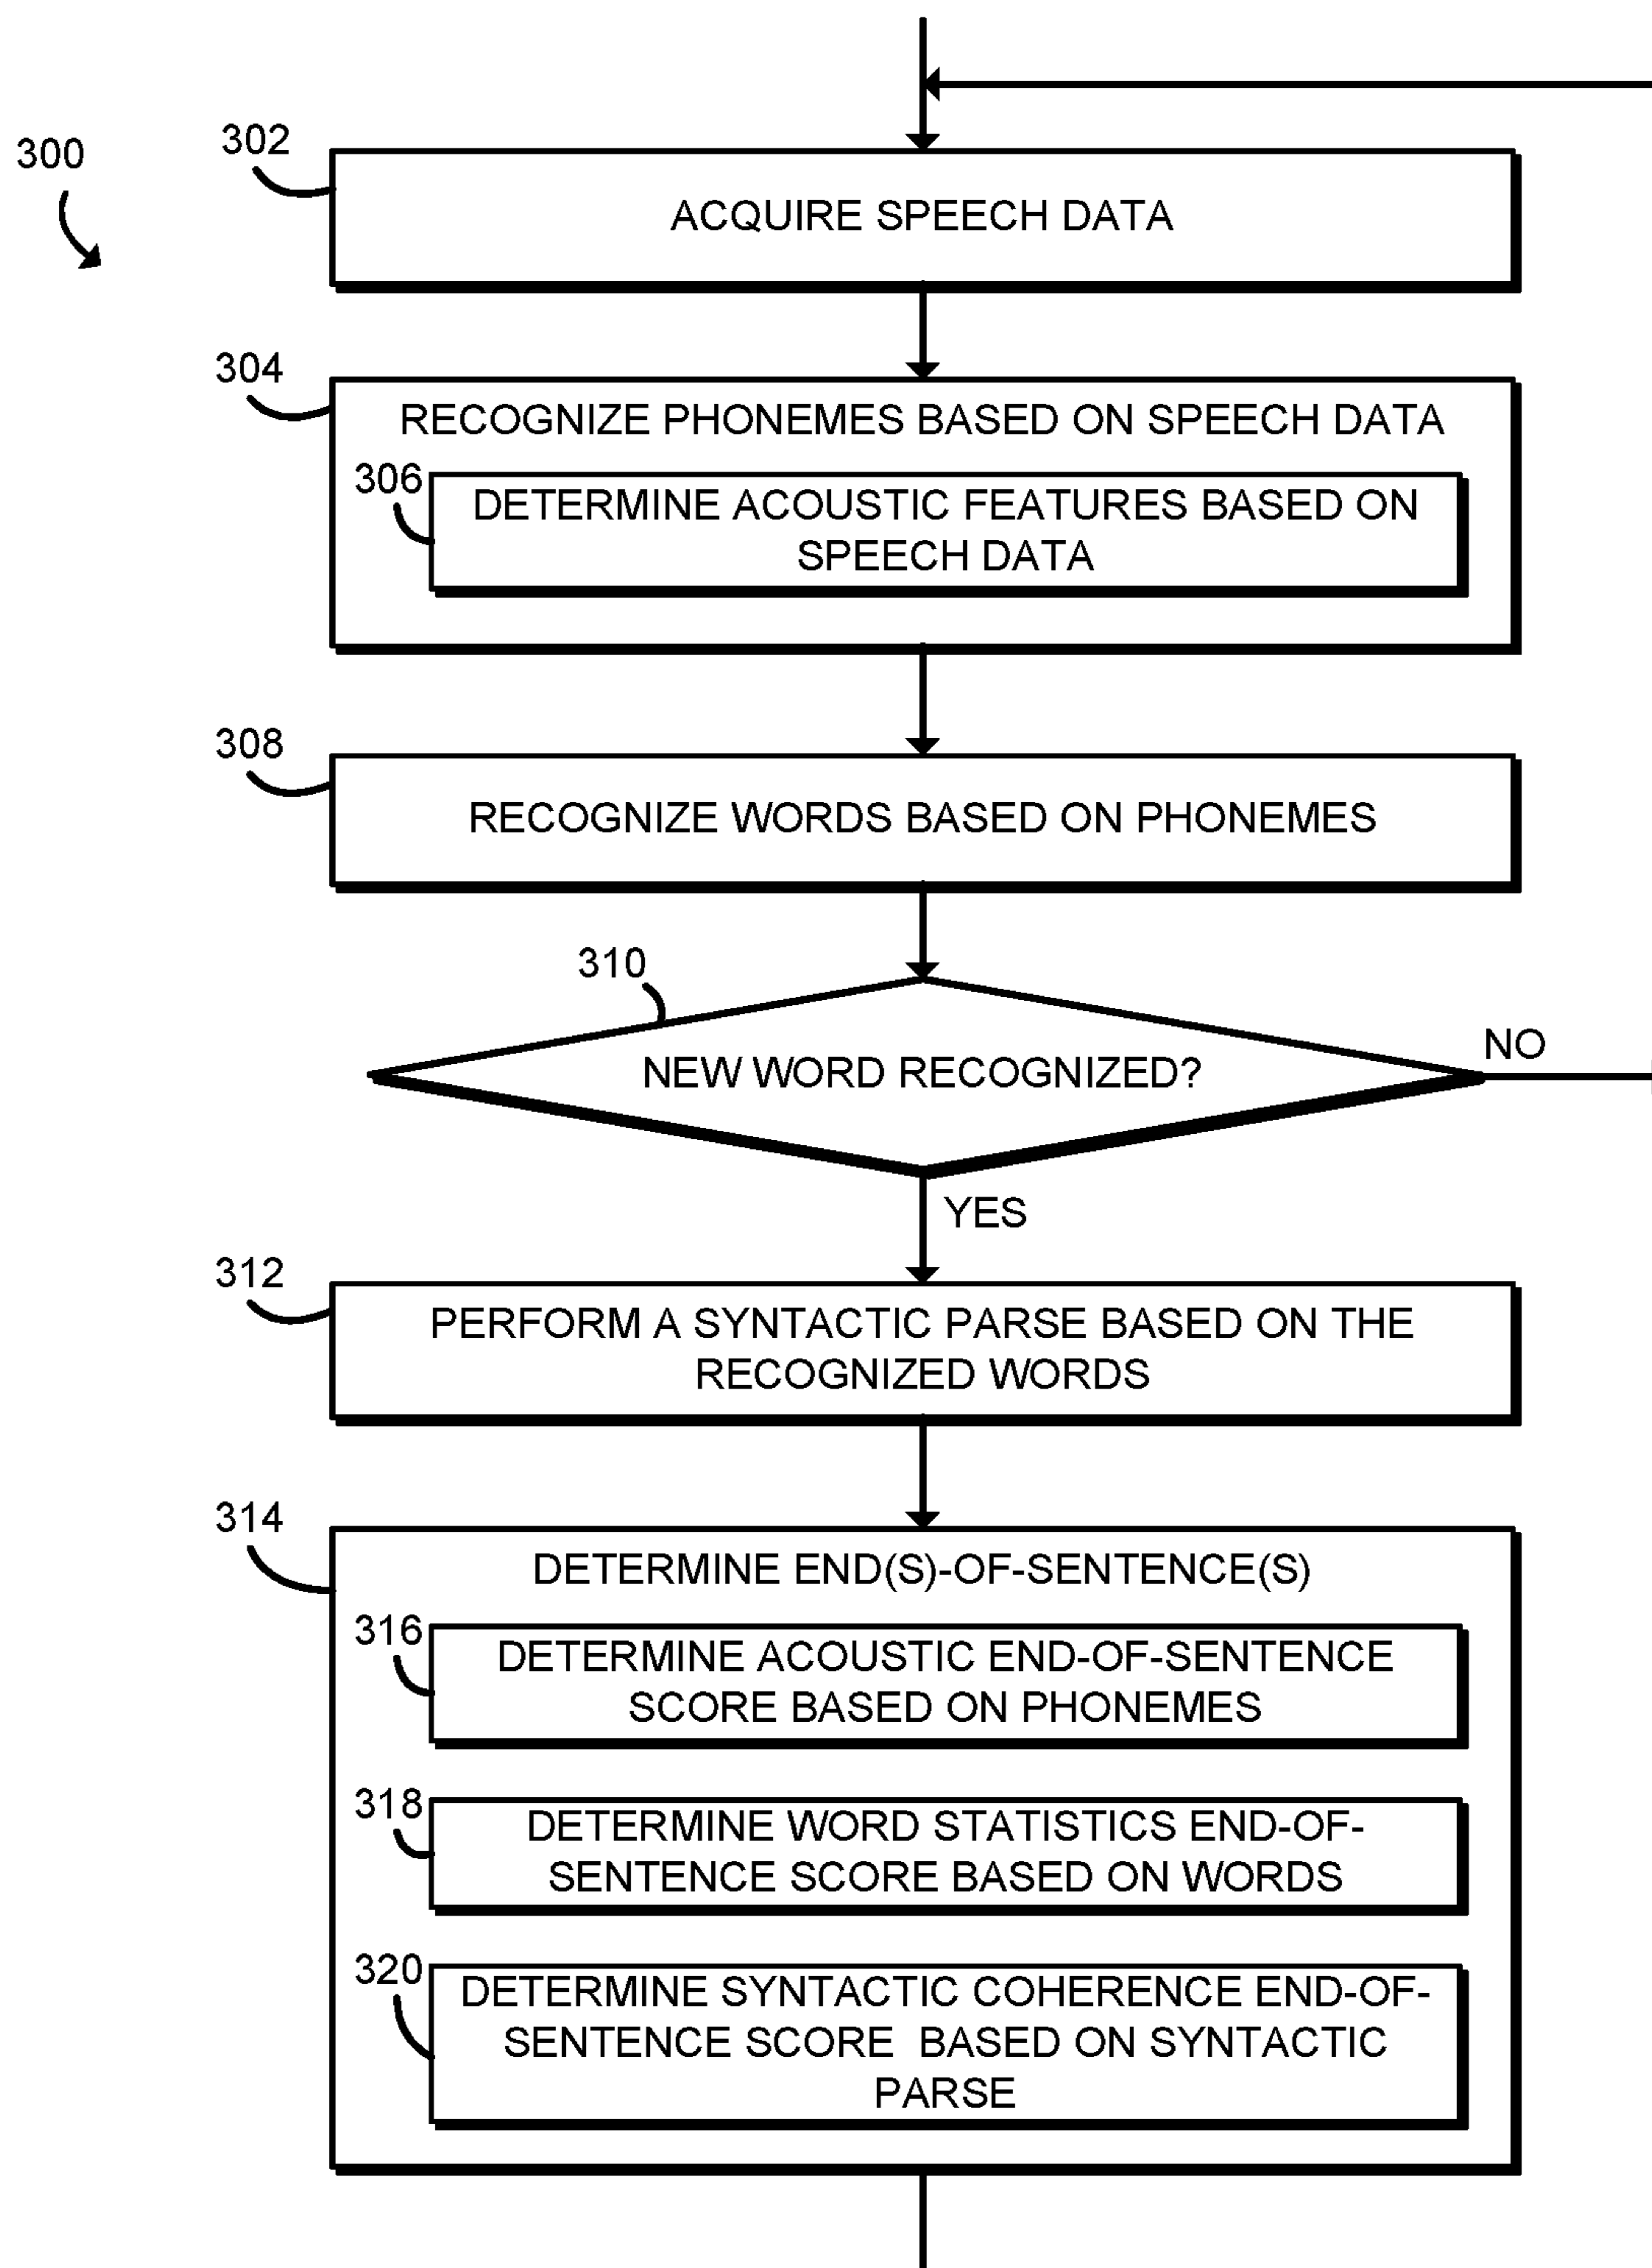 300
302
ACQUIRE SPEECH DATA
304
RECOGNIZE PHONEMES BASED ON SPEECH DATA
306
DETERMINE ACOUSTIC FEATURES BASED ON
SPEECH DATA
308
RECOGNIZE WORDS BASED ON PHONEMES
310
NEW WORD RECOGNIZED?
NO
YES
312
PERFORM A SYNTACTIC PARSE BASED ON THE
RECOGNIZED WORDS
314
DETERMINE END(S)-OF-SENTENCE(S)
316
DETERMINE ACOUSTIC END-OF-SENTENCE
SCORE BASED ON PHONEMES
318
DETERMINE WORD STATISTICS END-OF-
SENTENCE SCORE BASED ON WORDS
320
DETERMINE SYNTACTIC COHERENCE END-OF-
SENTENCE SCORE  BASED ON SYNTACTIC
PARSE